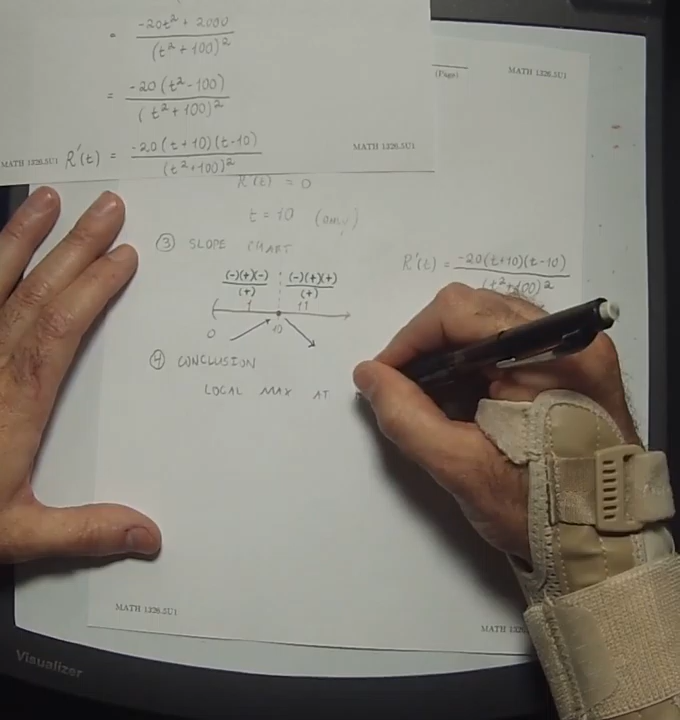 = -20t² + 2000 / (t² + 100)²
= -20(t² - 100) / (t² + 100)²
R'(t) = -20(t+10)(t-10) / (t² + 100)²
MATH 1326.SU1
MATH 1326.SU1
(Page)
MATH 1326.SU1
R'(t) = 0
t = 10 (only)
③ SLOPE CHART
R'(t) = -20(t+10)(t-10) / (t²+100)²
(-)(+)(-) / (+) (-)(+)(+) / (+)
1 11
0 10
④ CONCLUSION
LOCAL MAX AT
MATH 1326.SU1
MATH
Visualizer